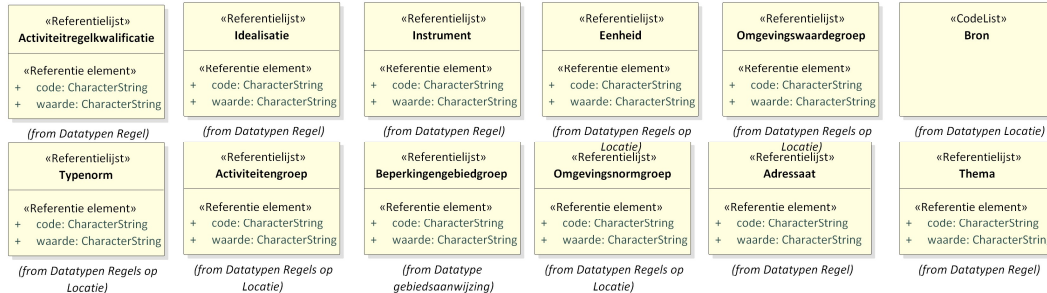 «Referentielijst»
Activiteitregelkwalificatie
«Referentie element»
+ code: CharacterString
+ waarde: CharacterString
(from Datatypen Regel)
«Referentielijst»
Idealisatie
«Referentie element»
+ code: CharacterString
+ waarde: CharacterString
(from Datatypen Regel)
«Referentielijst»
Instrument
«Referentie element»
+ code: CharacterString
+ waarde: CharacterString
(from Datatypen Regel)
«Referentielijst»
Eenheid
«Referentie element»
+ code: CharacterString
+ waarde: CharacterString
(from Datatypen Regels op
Locatie)
«Referentielijst»
Omgevingswaardegroep
«Referentie element»
+ code: CharacterString
+ waarde: CharacterString
(from Datatypen Regels op
Locatie)
«CodeList»
Bron
(from Datatypen Locatie)
«Referentielijst»
Typenorm
«Referentie element»
+ code: CharacterString
+ waarde: CharacterString
(from Datatypen Regels op
Locatie)
«Referentielijst»
Activiteitengroep
«Referentie element»
+ code: CharacterString
+ waarde: CharacterString
(from Datatypen Regels op
Locatie)
«Referentielijst»
Beperkingengebiedgroep
«Referentie element»
+ code: CharacterString
+ waarde: CharacterString
(from Datatype
gebiedsaanwijzing)
«Referentielijst»
Omgevingsnormgroep
«Referentie element»
+ code: CharacterString
+ waarde: CharacterString
(from Datatypen Regels op
Locatie)
«Referentielijst»
Adressaat
«Referentie element»
+ code: CharacterString
+ waarde: CharacterString
(from Datatypen Regel)
«Referentielijst»
Thema
«Referentie element»
+ code: CharacterString
+ waarde: CharacterStrin
(from Datatypen Regel)